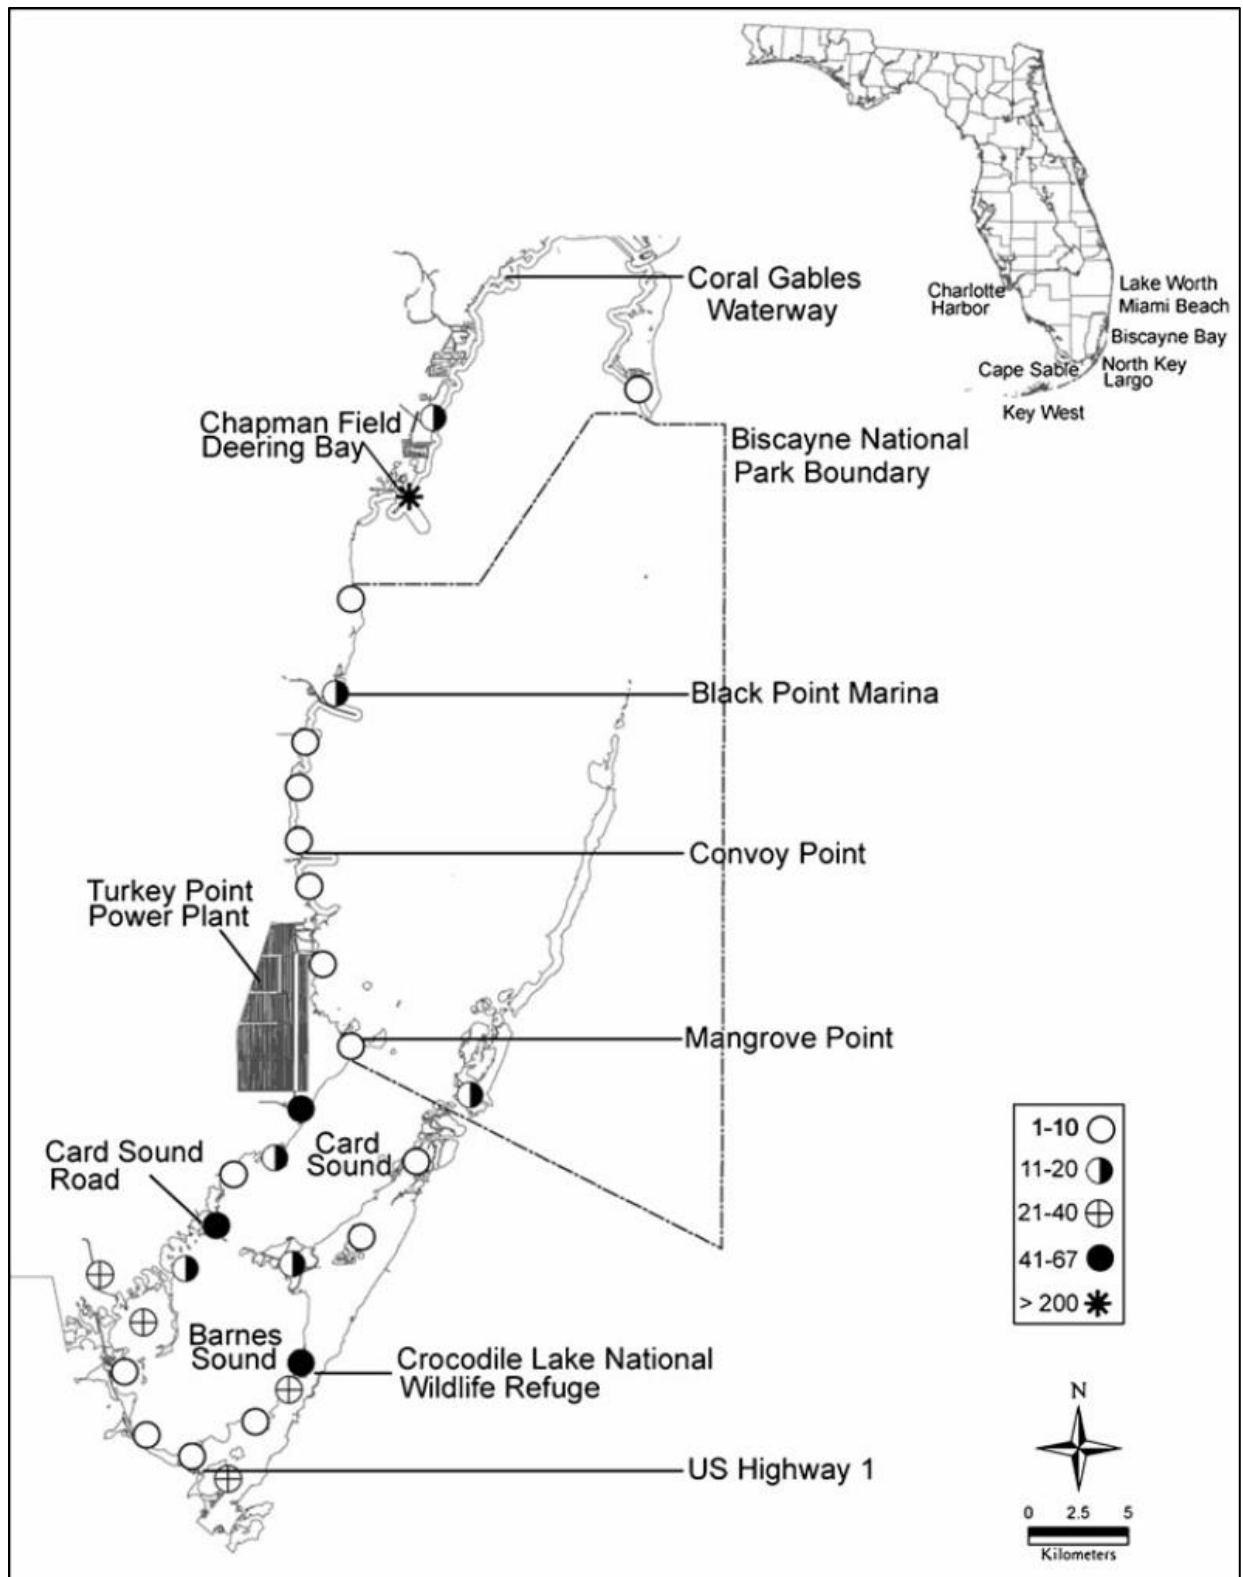 Charlotte
Harbor
Lake Worth
Miami Beach
Biscayne Bay
Cape Sable
North Key
Largo
Key West
Coral Gables
Waterway
Chapman Field
Deering Bay
Biscayne National
Park Boundary
Black Point Marina
Convoy Point
Turkey Point
Power Plant
Mangrove Point
Card Sound
Road
Card
Sound
Barnes
Sound
Crocodile Lake National
Wildlife Refuge
US Highway 1
1-10
11-20
21-40
41-67
> 200
N
0 2.5 5
Kilometers